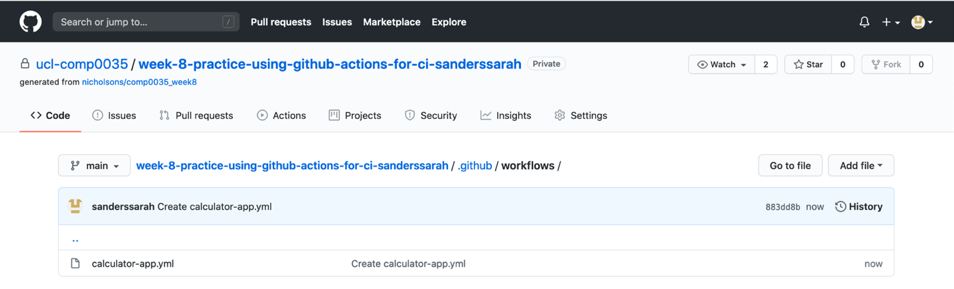 Search or jump to... / Pull requests Issues Marketplace Explore
ucl-comp0035 / week-8-practice-using-github-actions-for-ci-sanderssarah Private Watch 2 Star 0 Fork 0
generated from nicholsons/comp0035_week8
Code Issues Pull requests Actions Projects Security Insights Settings
main week-8-practice-using-github-actions-for-ci-sanderssarah / .github / workflows / Go to file Add file
sanderssarah Create calculator-app.yml 883dd8b now History
..
calculator-app.yml Create calculator-app.yml now